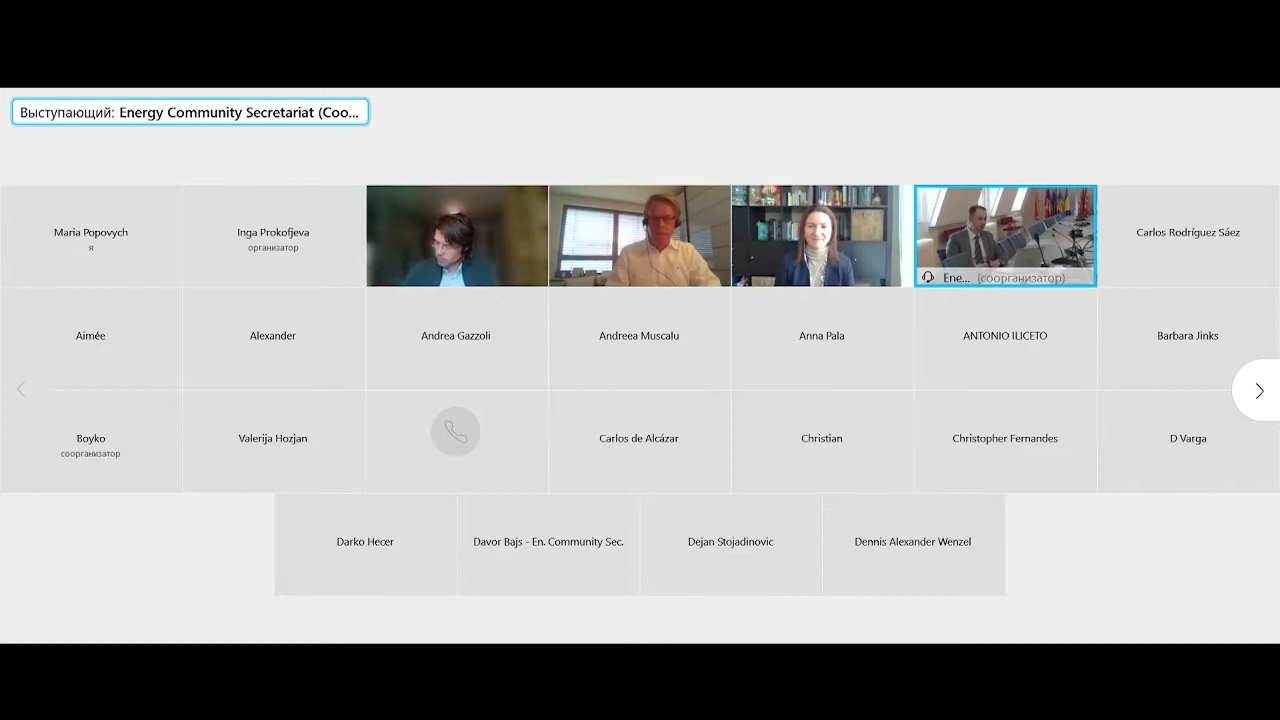 Выступающий: Energy Community Secretariat (Coo...
Maria Popovych
я
Inga Prokofjeva
организатор
Ene... (соорганизатор)
Carlos Rodríguez Sáez
Aimée
Alexander
Andrea Gazzoli
Andreea Muscalu
Anna Pala
ANTONIO ILICETO
Barbara Jinks
Boyko
соорганизатор
Valerija Hozjan
Carlos de Alcázar
Christian
Christopher Fernandes
D Varga
Darko Hecer
Davor Bajs - En. Community Sec.
Dejan Stojadinovic
Dennis Alexander Wenzel